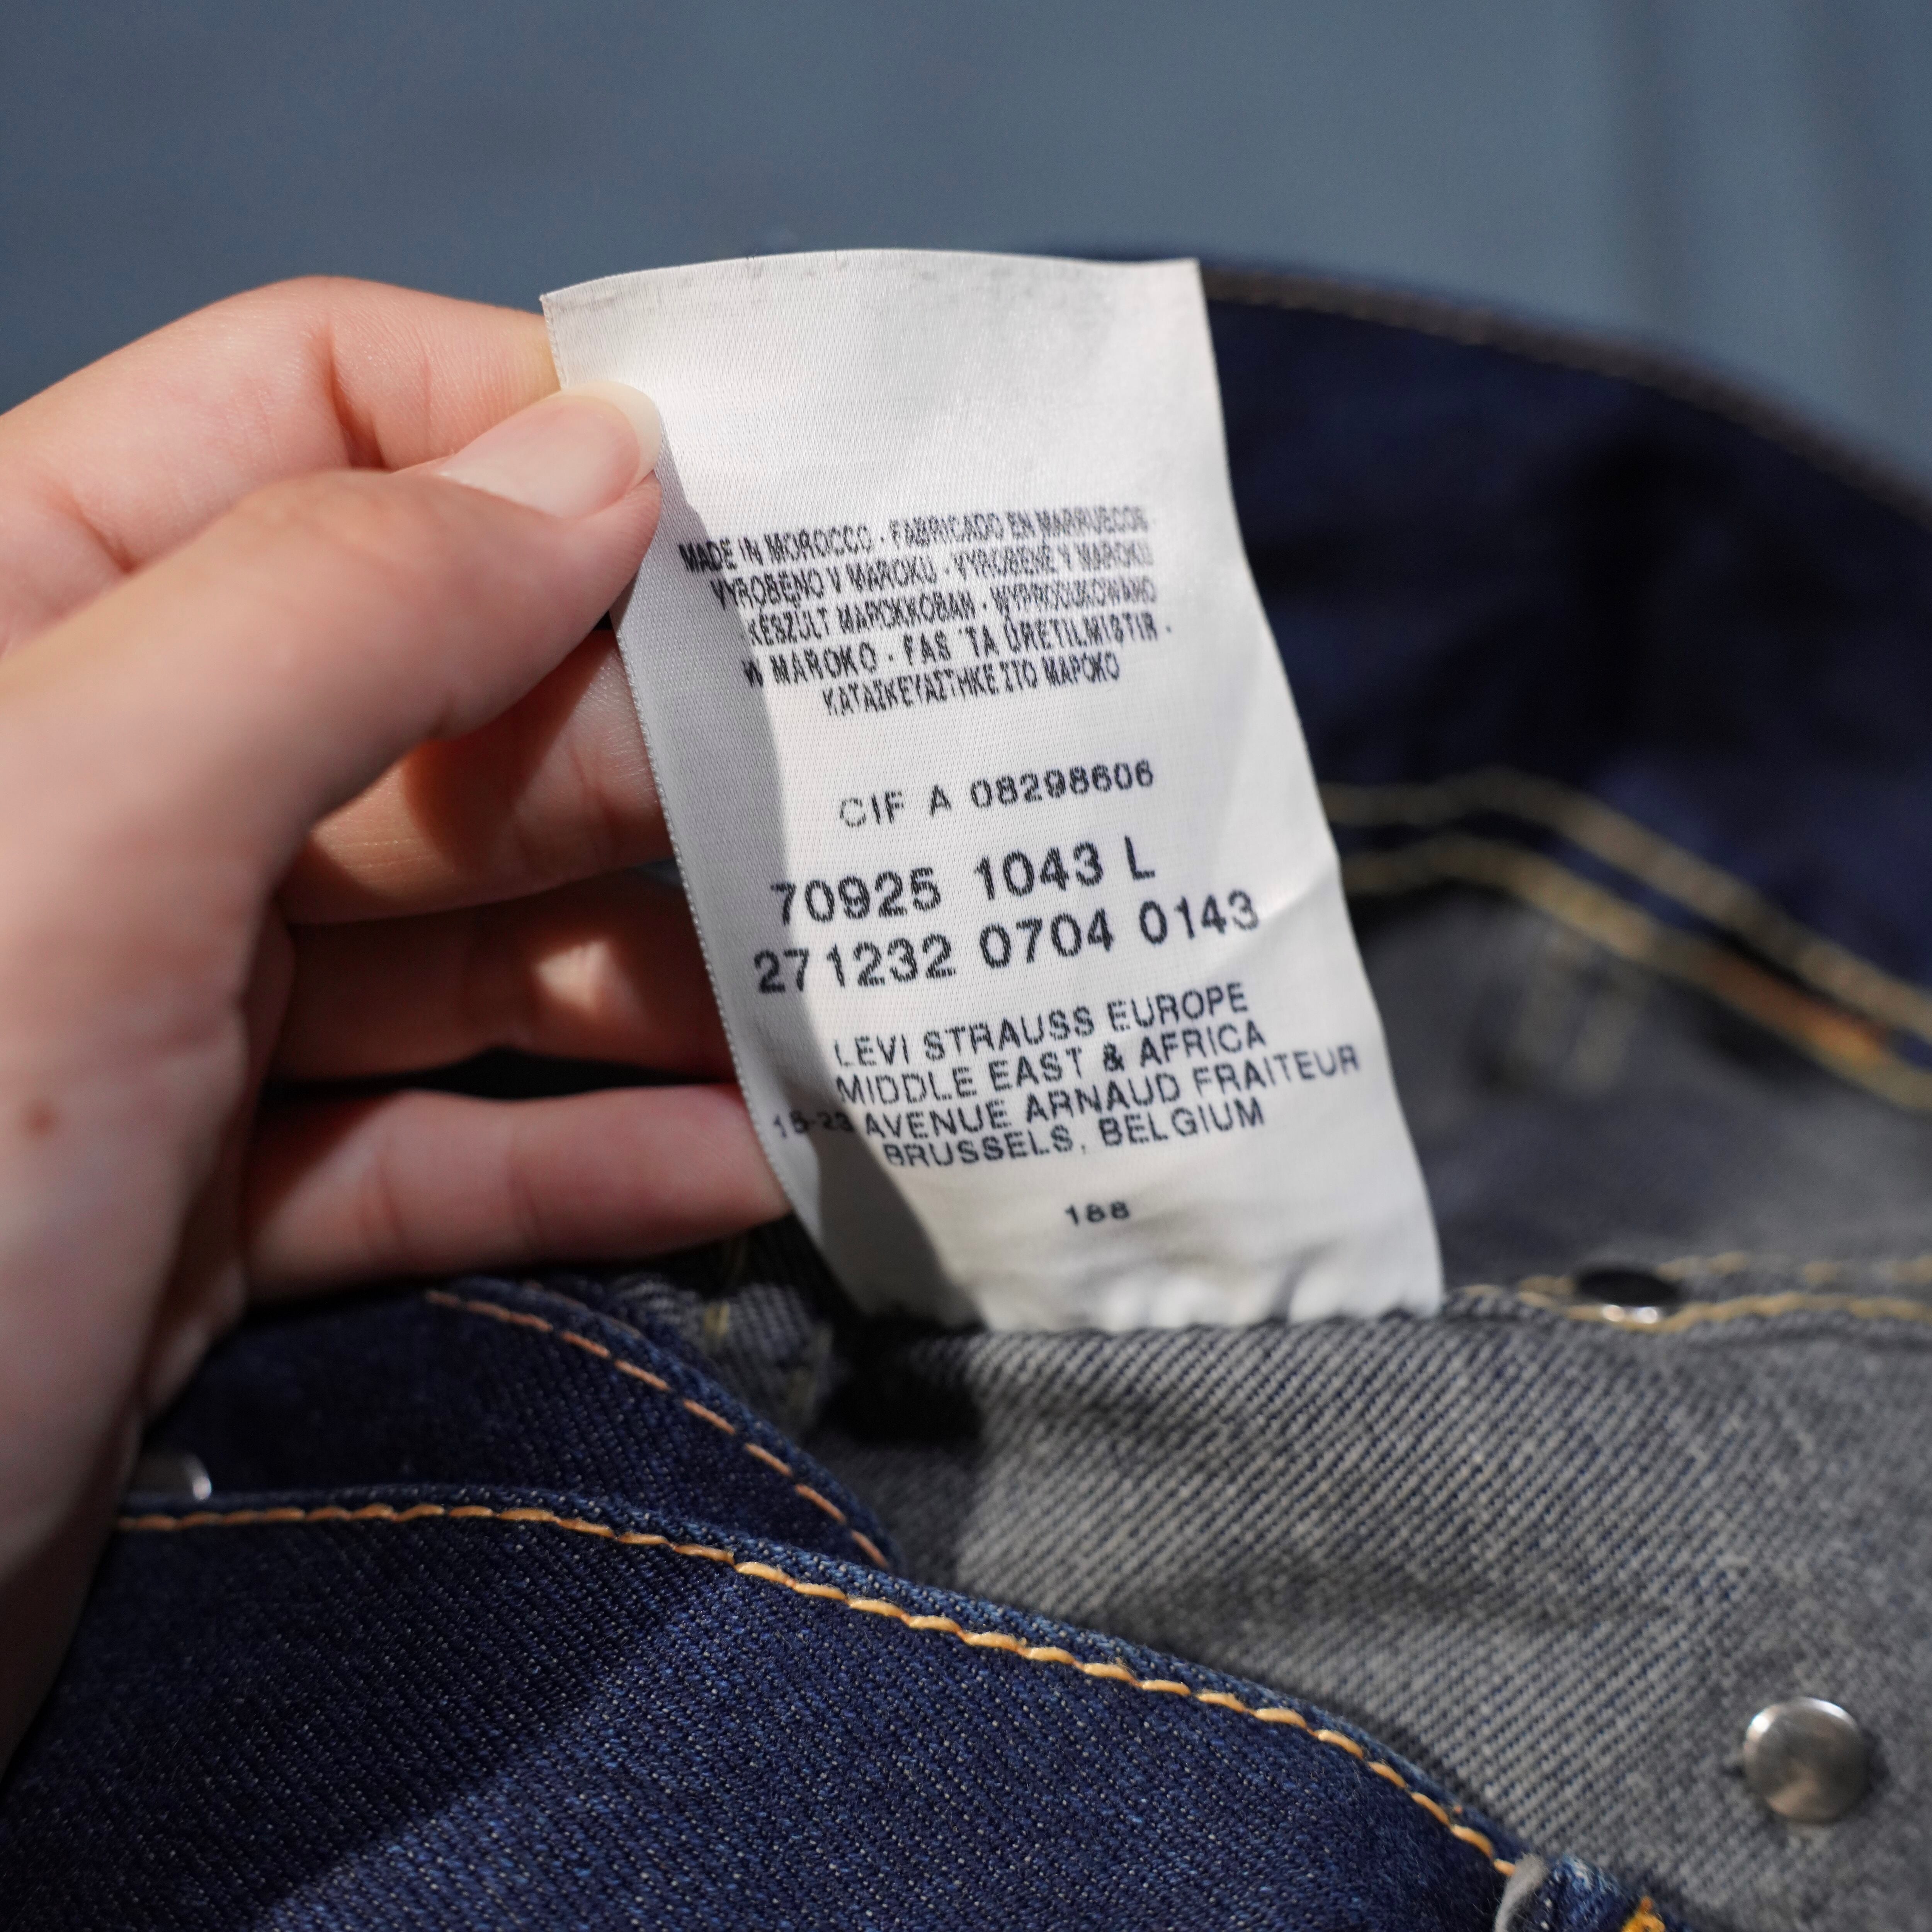 MADE IN MOROCCO - FABRICADO EN MARRUECOS -
VYROBENO V MAROKU - VYROBENÉ V MAROKU
KÉSZÜLT MAROKKÓBAN - WYPRODUKOWANO
W MAROKO - FAS 'TA ÜRETILMISTIR -
ΚΑΤΑΣΚΕΥΑΣΤΗΚΕ ΣΤΟ ΜΑΡΟΚΟ
CIF A 08298606
70925 1043 L
271232 0704 0143
LEVI STRAUSS EUROPE
MIDDLE EAST & AFRICA
15-23 AVENUE ARNAUD FRAITEUR
BRUSSELS, BELGIUM
188